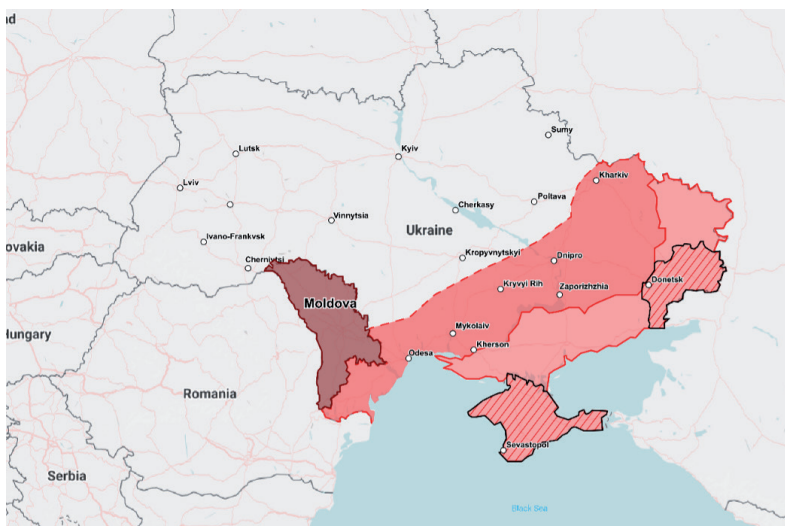 nd
Sumy
Lutsk
Kyiv
Kharkiv
Lviv
Poltava
Cherkasy
Vinnytsia
Ukraine
Ivano-Frankvsk
ovakia
Kropyvnytskyi
Dnipro
Chernivtsi
Donetsk
Kryvyi Rih
Zaporizhzhia
Moldova
Mykolaiv
Hungary
Kherson
Odesa
Romania
Sevastopol
Serbia
Black Sea